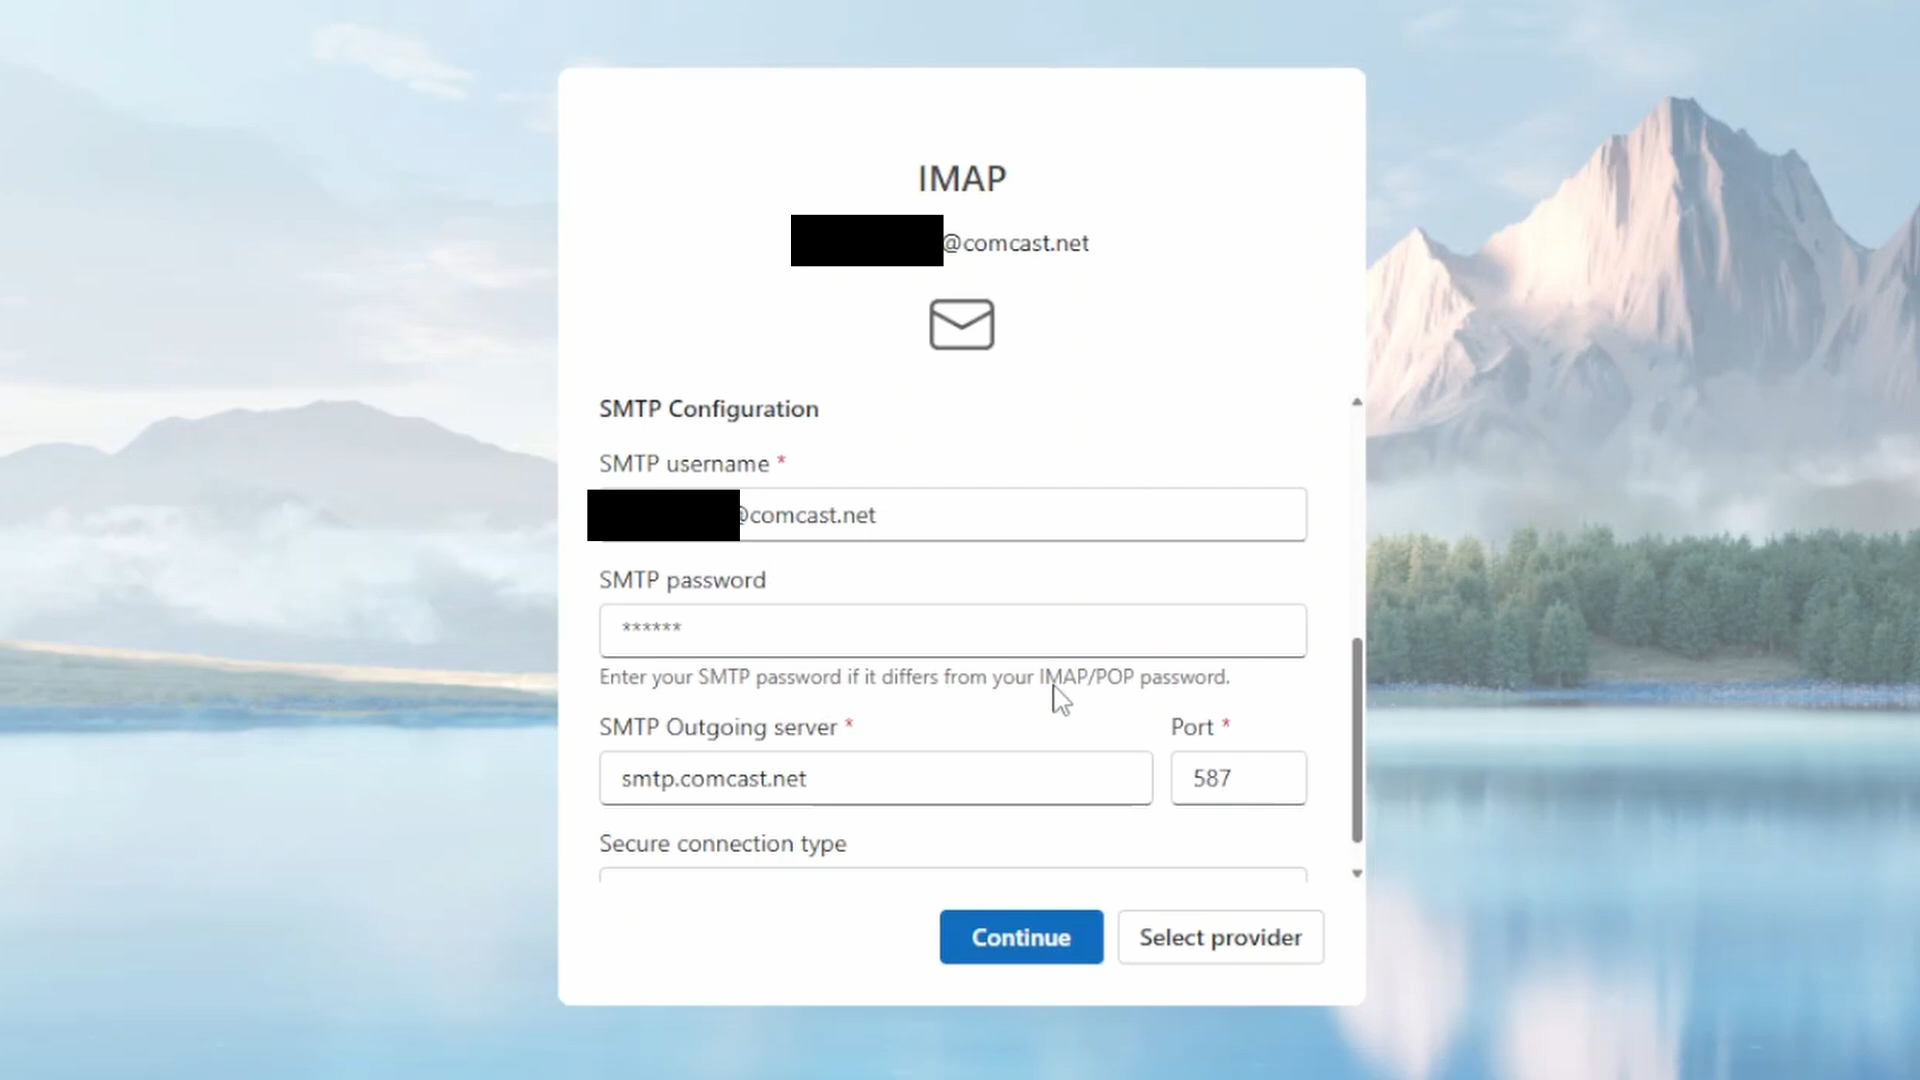 IMAP
@comcast.net
SMTP Configuration
SMTP username *
@comcast.net
SMTP password
******
Enter your SMTP password if it differs from your IMAP/POP password.
SMTP Outgoing server * Port *
smtp.comcast.net 587
Secure connection type
Continue Select provider